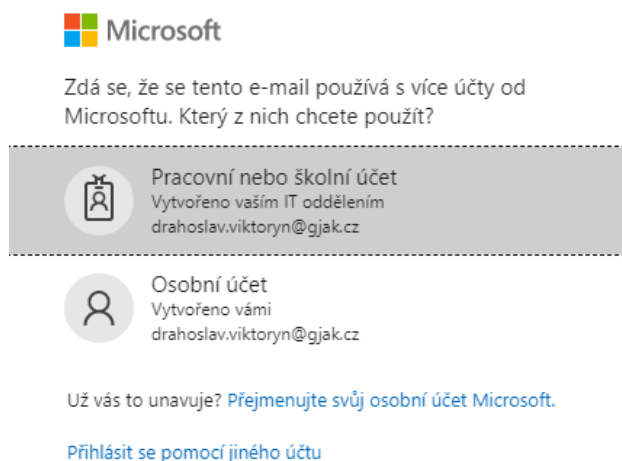 Microsoft
Zdá se, že se tento e-mail používá s více účty od
Microsoftu. Který z nich chcete použít?
Pracovní nebo školní účet
Vytvořeno vaším IT oddělením
drahoslav.viktoryn@gjak.cz
Osobní účet
Vytvořeno vámi
drahoslav.viktoryn@gjak.cz
Už vás to unavuje? Přejmenujte svůj osobní účet Microsoft.
Přihlásit se pomocí jiného účtu